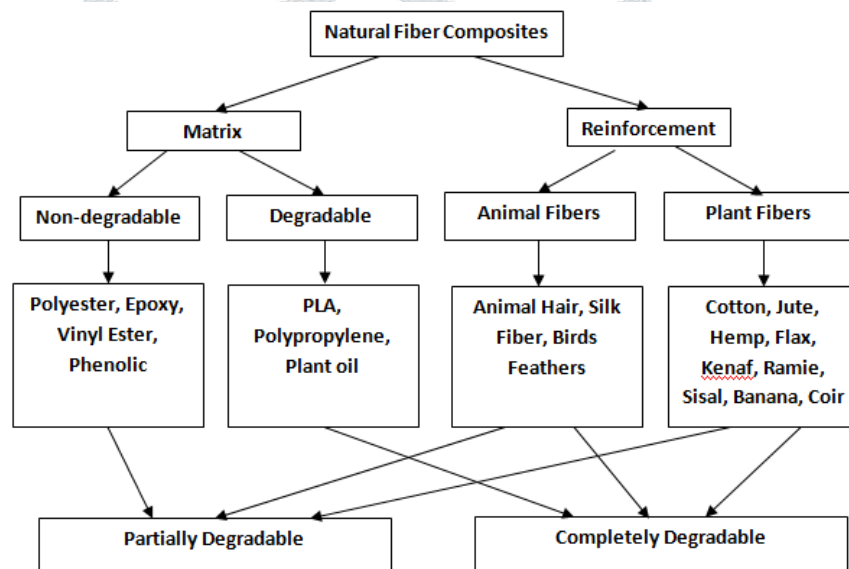 Natural Fiber Composites
Matrix
Reinforcement
Non-degradable
Degradable
Animal Fibers
Plant Fibers
Polyester, Epoxy,
Vinyl Ester,
Phenolic
PLA,
Polypropylene,
Plant oil
Animal Hair, Silk
Fiber, Birds
Feathers
Cotton, Jute,
Hemp, Flax,
Kenaf, Ramie,
Sisal, Banana, Coir
Partially Degradable
Completely Degradable